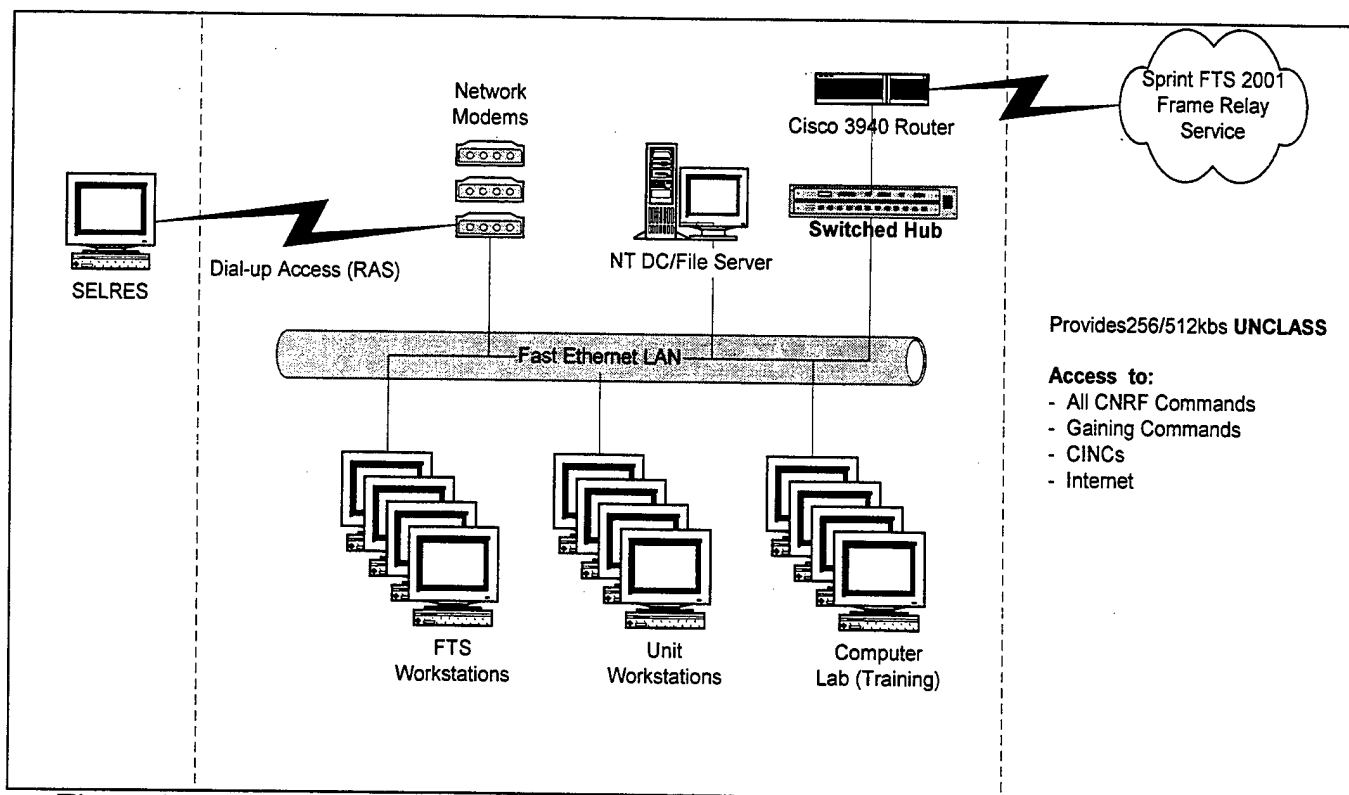 Network
Modems
Cisco 3940 Router
Sprint FTS 2001
Frame Relay
Service
SELRES
Dial-up Access (RAS)
NT DC/File Server
Switched Hub
Fast Ethernet LAN
Provides256/512kbs UNCLASS
Access to:
- All CNRF Commands
- Gaining Commands
- CINCs
- Internet
FTS
Workstations
Unit
Workstations
Computer
Lab (Training)